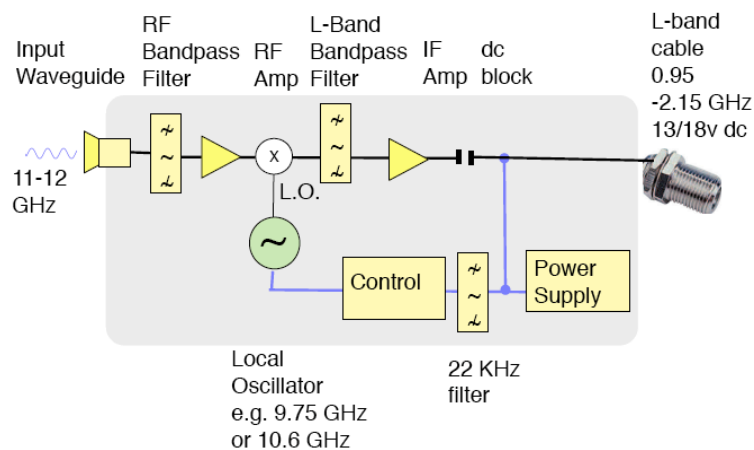 Input
Waveguide
RF
Bandpass
Filter
RF
Amp
L-Band
Bandpass
Filter
IF
Amp
dc
block
L-band
cable
0.95
-2.15 GHz
13/18v dc
11-12
GHz
x
L.O.
Control
Power
Supply
Local
Oscillator
e.g. 9.75 GHz
or 10.6 GHz
22 KHz
filter